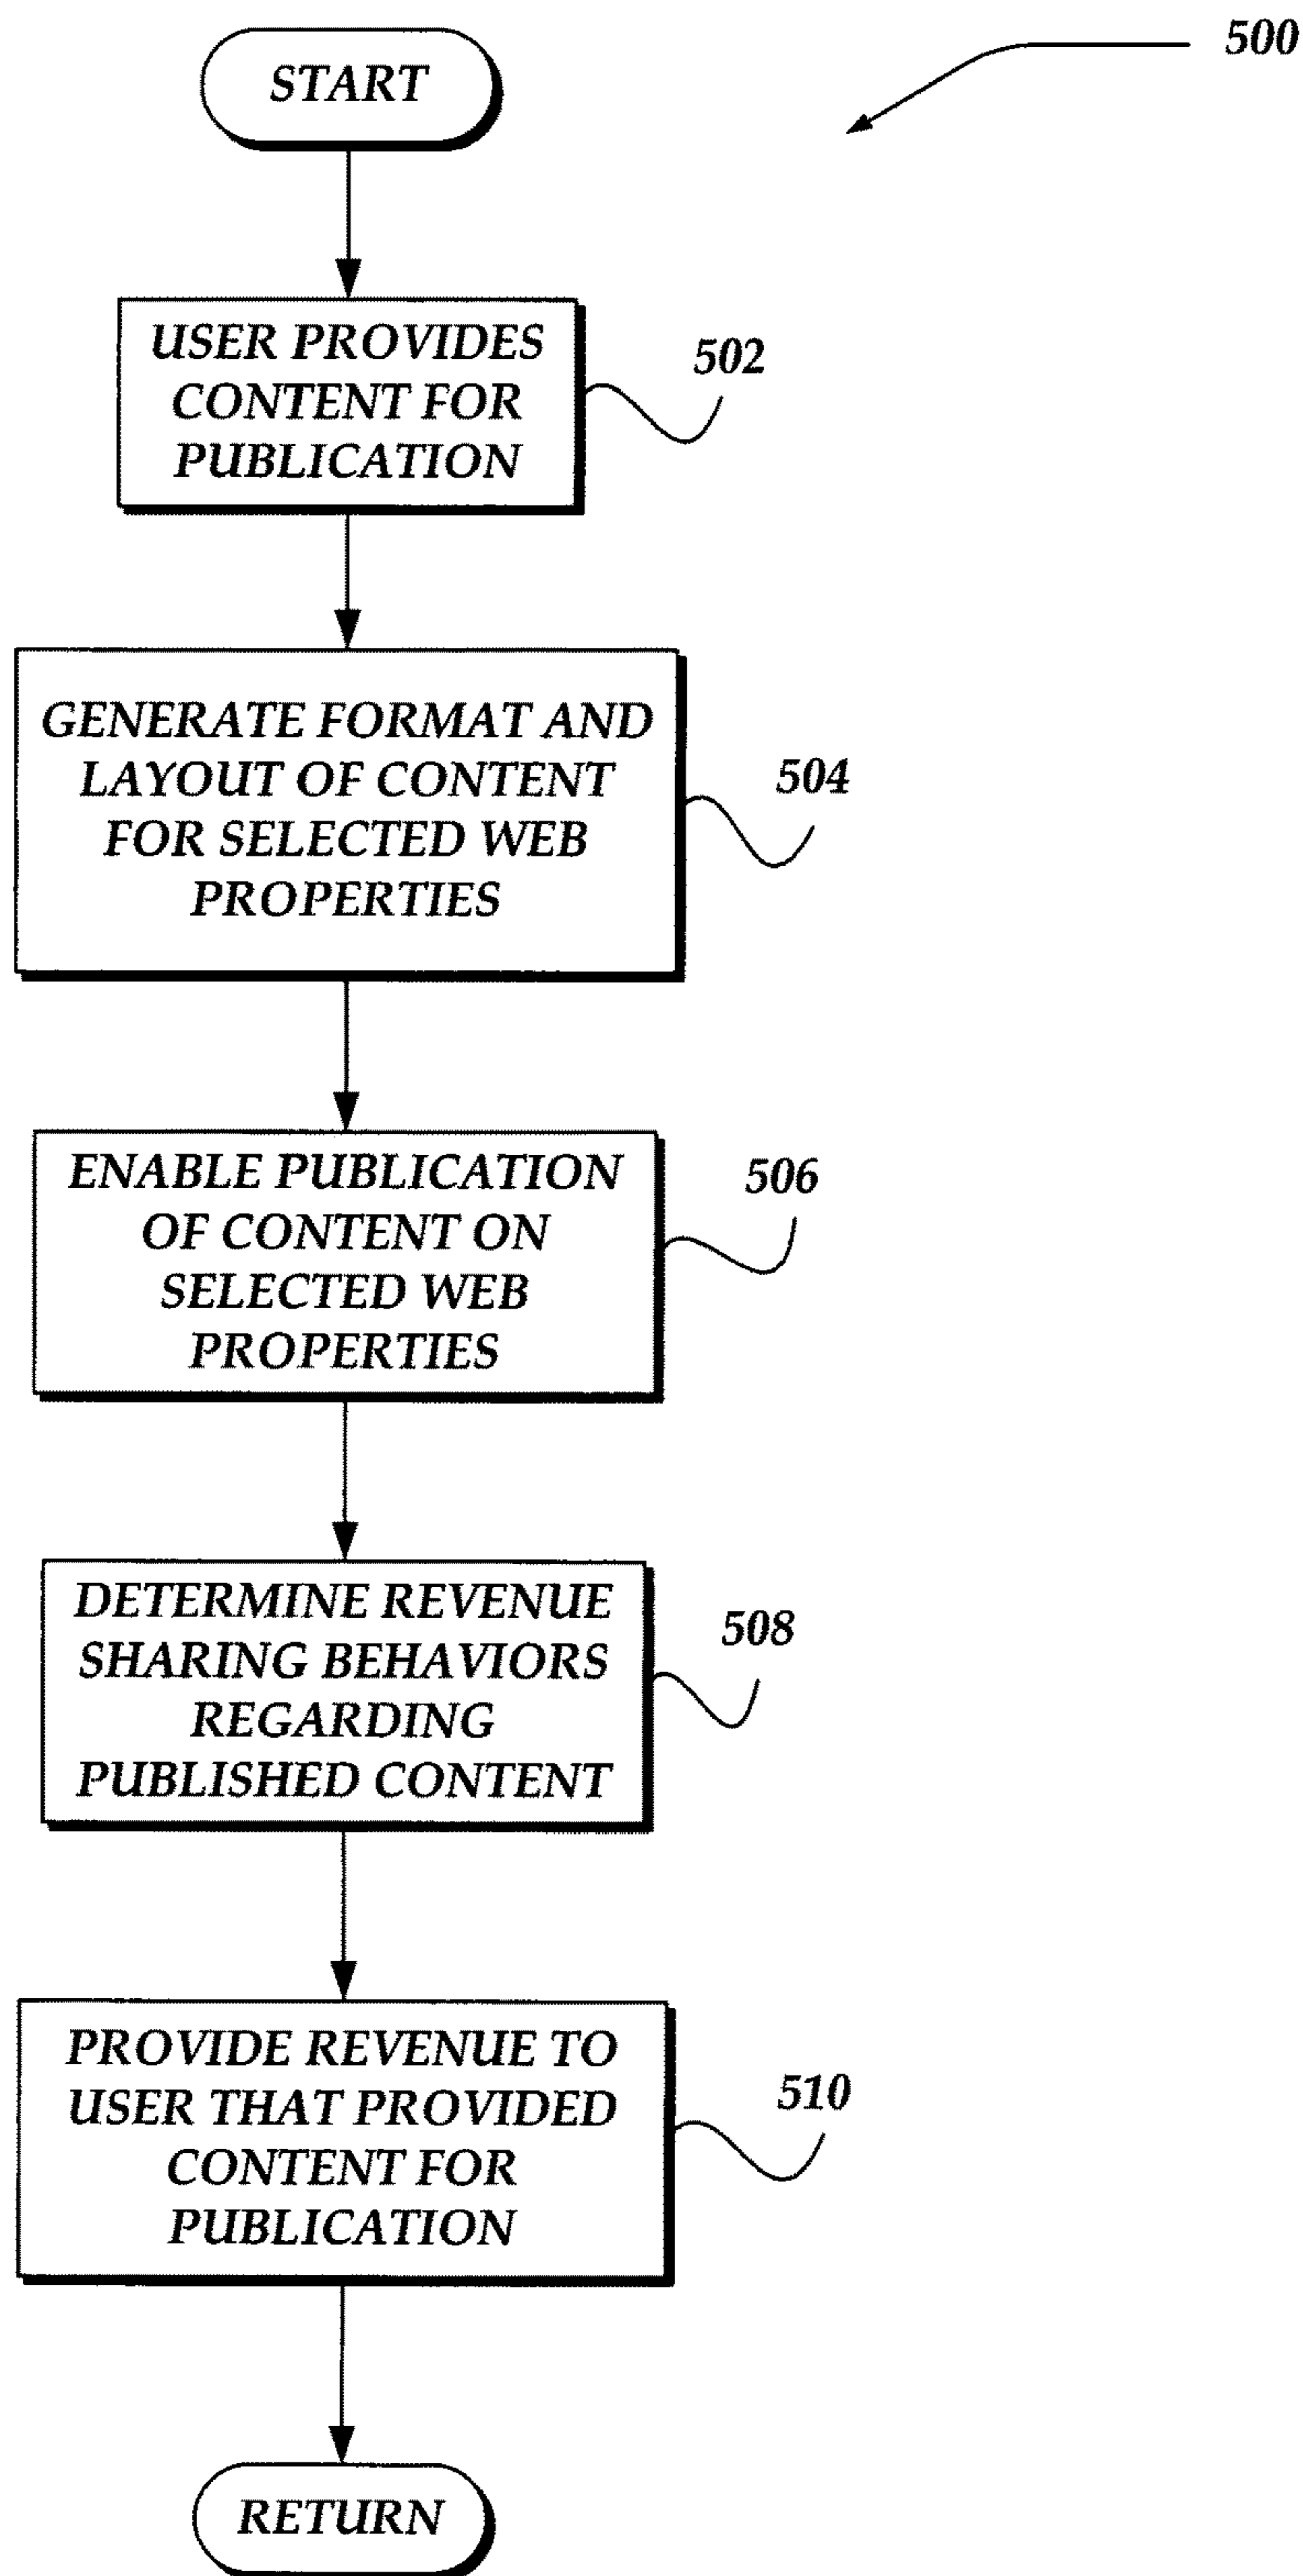 500
START
USER PROVIDES
CONTENT FOR
PUBLICATION
502
GENERATE FORMAT AND
LAYOUT OF CONTENT
FOR SELECTED WEB
PROPERTIES
504
ENABLE PUBLICATION
OF CONTENT ON
SELECTED WEB
PROPERTIES
506
DETERMINE REVENUE
SHARING BEHAVIORS
REGARDING
PUBLISHED CONTENT
508
PROVIDE REVENUE TO
USER THAT PROVIDED
CONTENT FOR
PUBLICATION
510
RETURN